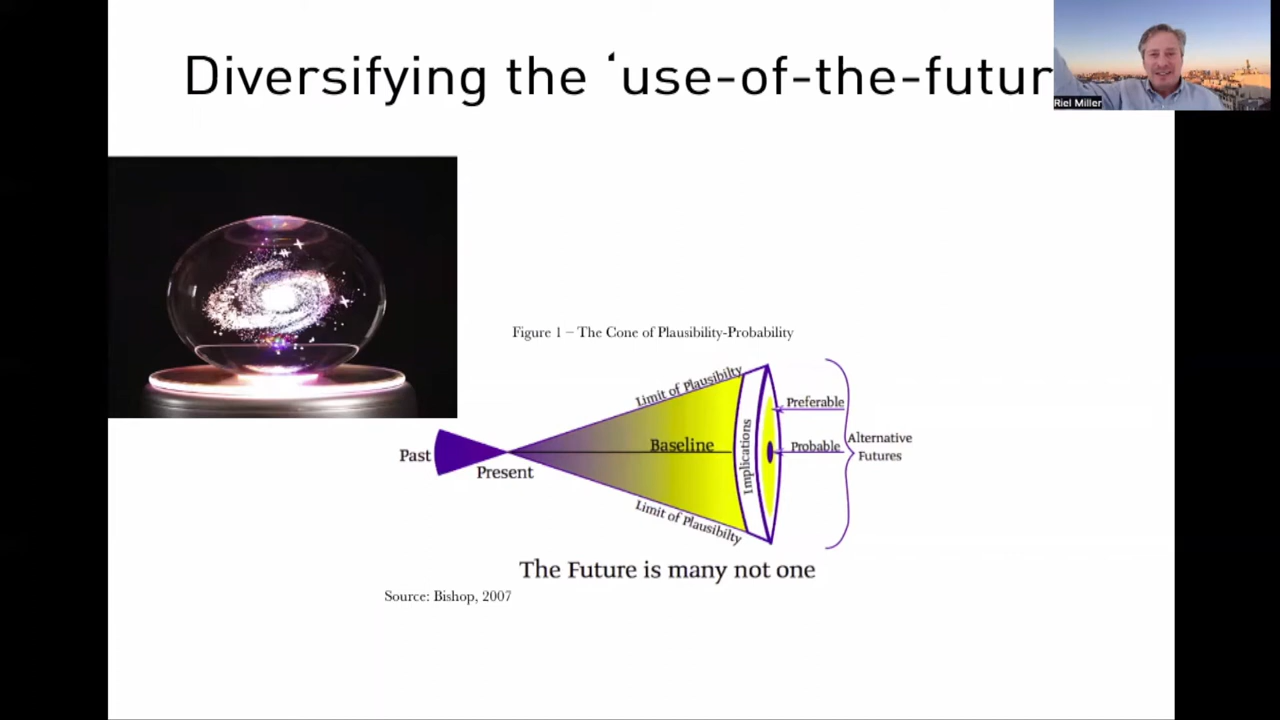 Diversifying the ‘use-of-the-futur
Riel Miller
Figure 1 – The Cone of Plausibility-Probability
Limit of Plausibilty
Preferable
Implications
Baseline
Probable
Alternative
Futures
Past
Present
Limit of Plausibilty
The Future is many not one
Source: Bishop, 2007